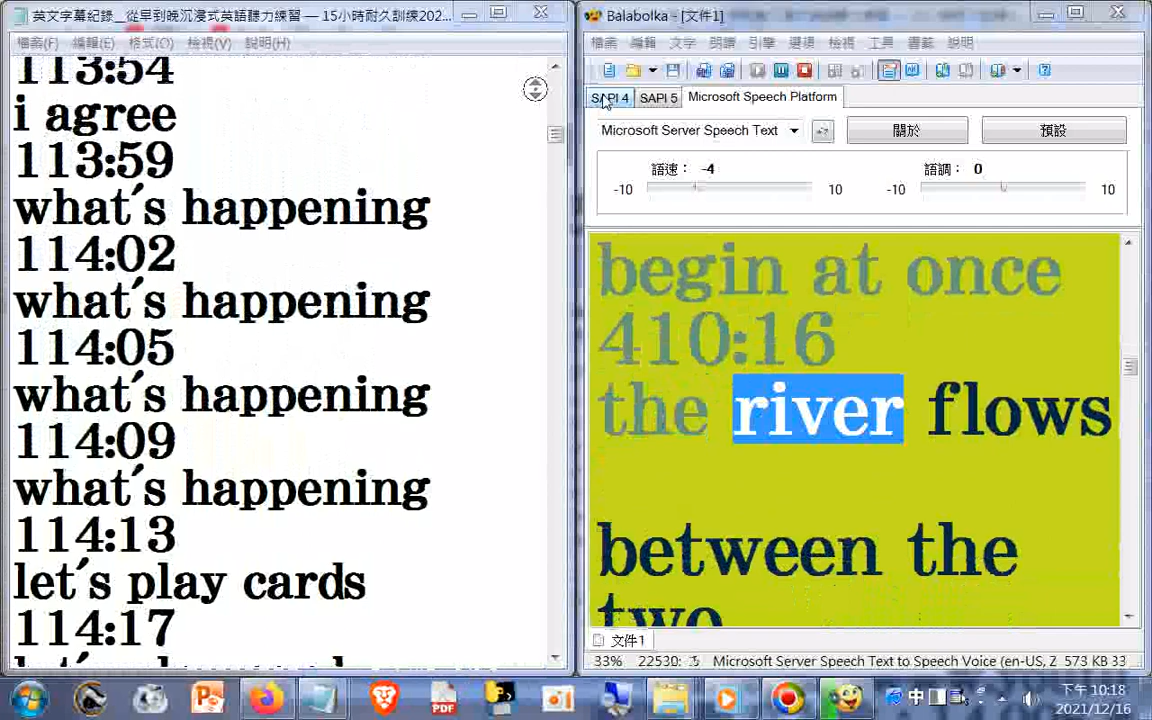 英文字幕紀錄__從早到晚沉浸式英語聽力練習 — 15小時耐久訓練202...
檔案(F) 編輯(E) 格式(O) 檢視(V) 說明(H)
113:54
i agree
113:59
what's happening
114:02
what's happening
114:05
what's happening
114:09
what's happening
114:13
let's play cards
114:17
Balabolka - [文件1]
檔案 編輯 文字 朗讀 引擎 選項 檢視 工具 書籤 說明
SAPI 4 SAPI 5 Microsoft Speech Platform
Microsoft Server Speech Text 關於 預設
語速： -4 語調： 0
-10 10 -10 10
begin at once
410:16
the river flows
between the
two
文件1
33% Microsoft Server Speech Text to Speech Voice (en-US, Z 573 KB 33
PDF 中 下午 10:18
2021/12/16